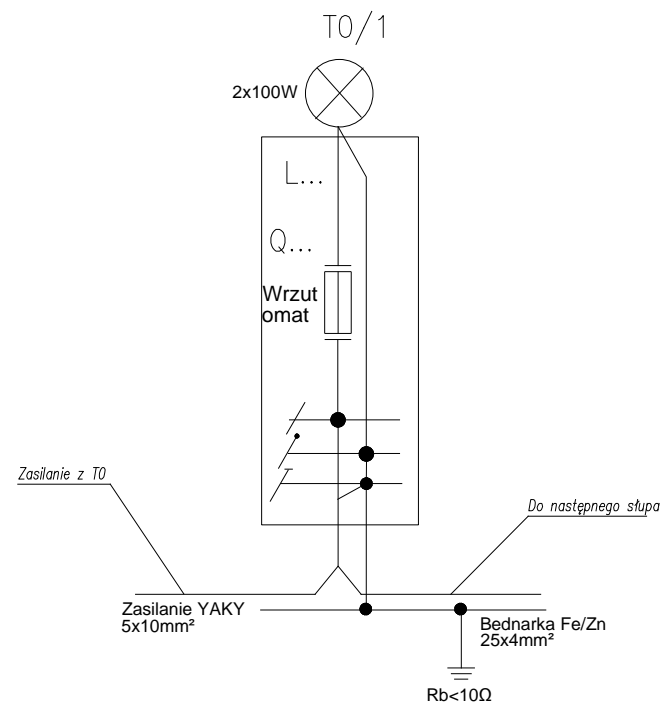 T0/1
2x100W
L...
Q...
Wrzut
omat
Zasilanie z T0
Do następnego słupa
Zasilanie YAKY
5x10mm²
Bednarka Fe/Zn
25x4mm²
Rb<10Ω